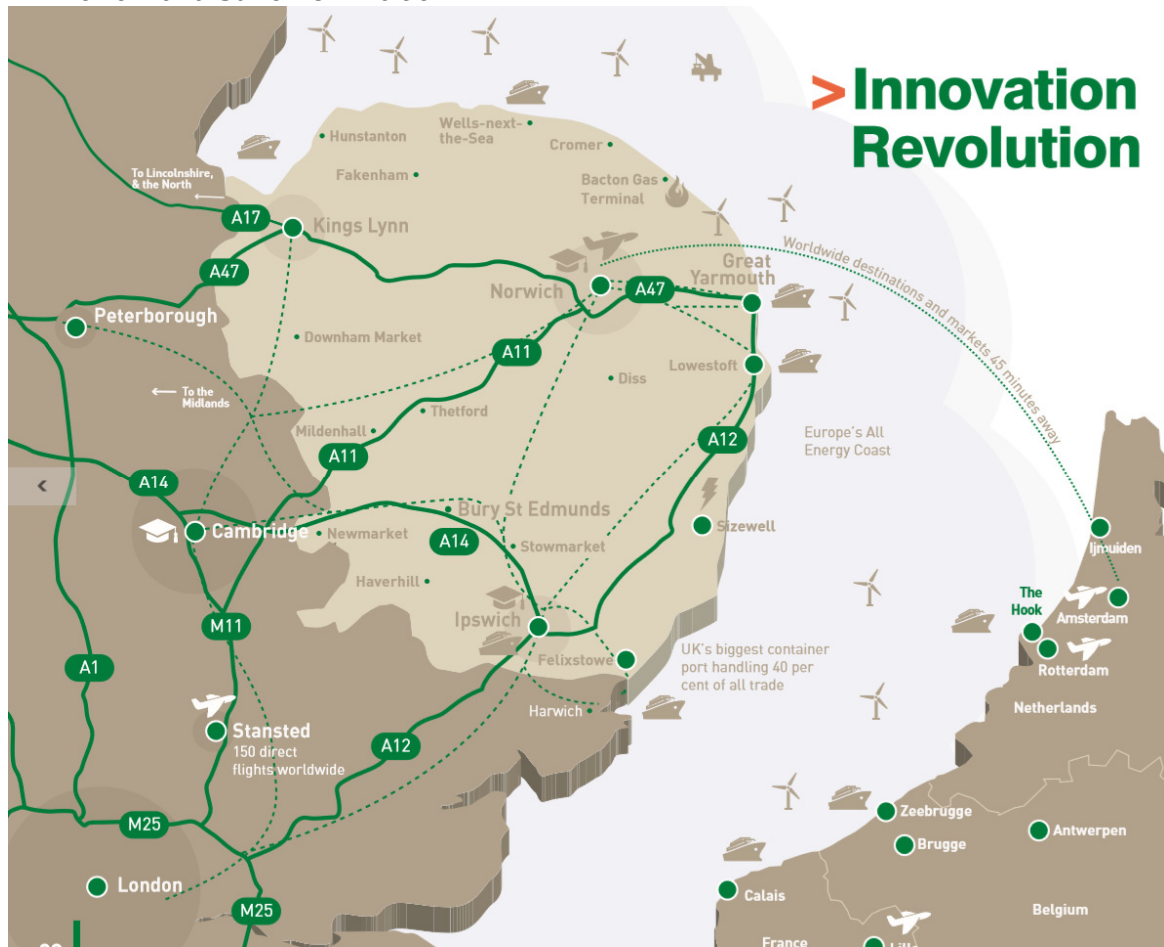 > Innovation
Revolution
Hunstanton
Wells-next-
the-Sea
Cromer
To Lincolnshire,
& the North
Fakenham
Bacton Gas
Terminal
A17
Kings Lynn
A47
Norwich
Great
Yarmouth
A47
Worldwide destinations and markets 45 minutes away
Peterborough
Downham Market
A11
Lowestoft
Diss
To the
Midlands
Thetford
Mildenhall
A11
A12
Europe's All
Energy Coast
A14
Bury St Edmunds
Cambridge
Newmarket
A14
Stowmarket
Sizewell
Ijmuiden
Haverhill
Ipswich
M11
The
Hook
Amsterdam
Rotterdam
Felixstowe
UK's biggest container
port handling 40 per
cent of all trade
A1
Netherlands
Harwich
Stansted
150 direct
flights worldwide
A12
M25
Zeebrugge
Antwerpen
Brugge
London
Calais
M25
Belgium
France